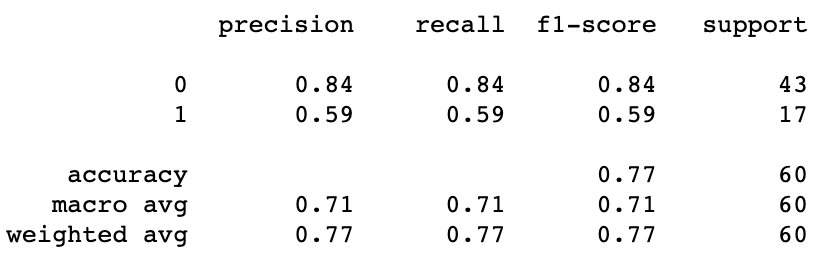 precision recall f1-score support
0 0.84 0.84 0.84 43
1 0.59 0.59 0.59 17
accuracy 0.77 60
macro avg 0.71 0.71 0.71 60
weighted avg 0.77 0.77 0.77 60